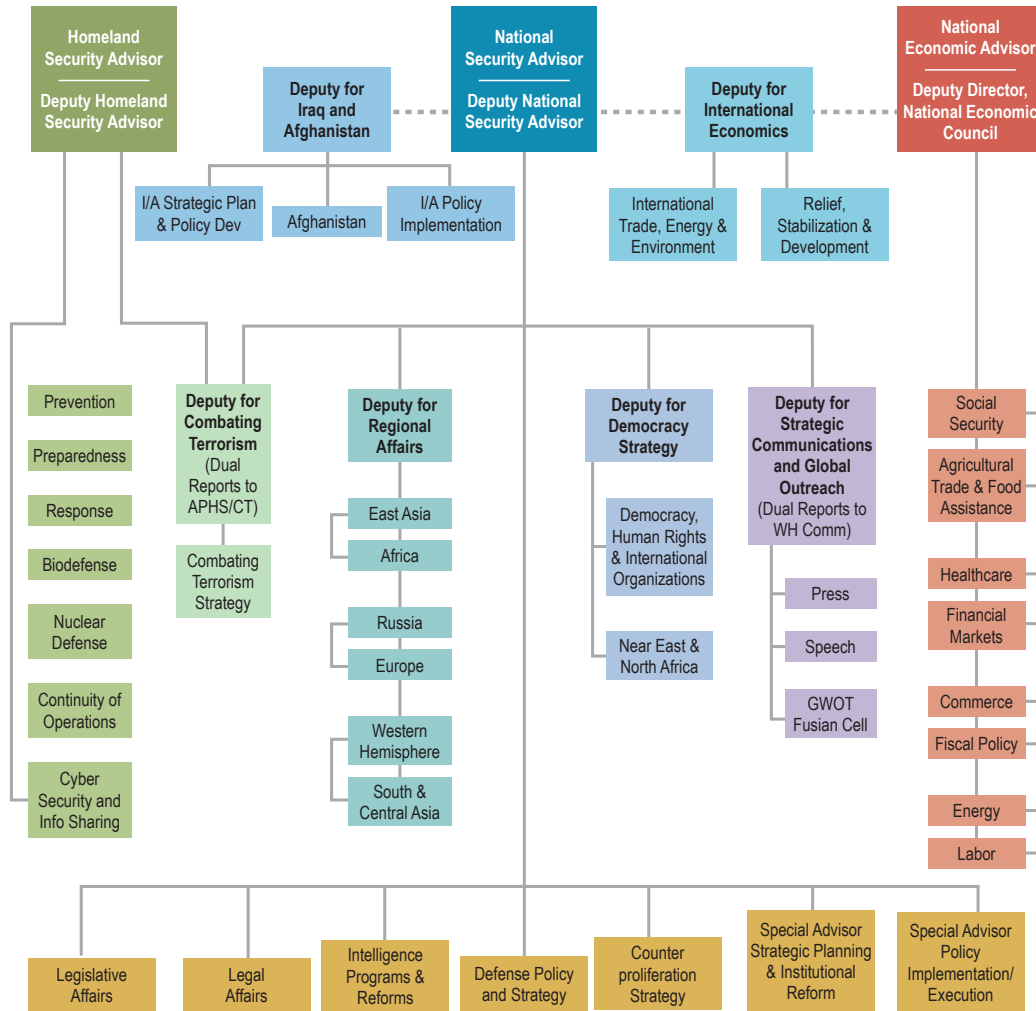 Homeland
Security Advisor
Deputy Homeland
Security Advisor
National
Security Advisor
Deputy National
Security Advisor
National
Economic Advisor
Deputy Director,
National Economic
Council
Deputy for
Iraq and
Afghanistan
Deputy for
International
Economics
I/A Strategic Plan
& Policy Dev
Afghanistan
I/A Policy
Implementation
International
Trade, Energy &
Environment
Relief,
Stabilization &
Development
Prevention
Preparedness
Response
Biodefense
Nuclear
Defense
Continuity of
Operations
Cyber
Security and
Info Sharing
Deputy for
Combating
Terrorism
(Dual
Reports to
APHS/CT)
Combating
Terrorism
Strategy
Deputy for
Regional
Affairs
East Asia
Africa
Russia
Europe
Western
Hemisphere
South &
Central Asia
Deputy for
Democracy
Strategy
Democracy,
Human Rights
& International
Organizations
Near East &
North Africa
Deputy for
Strategic
Communications
and Global
Outreach
(Dual Reports to
WH Comm)
Press
Speech
GWOT
Fusian Cell
Social
Security
Agricultural
Trade & Food
Assistance
Healthcare
Financial
Markets
Commerce
Fiscal Policy
Energy
Labor
Legislative
Affairs
Legal
Affairs
Intelligence
Programs &
Reforms
Defense Policy
and Strategy
Counter
proliferation
Strategy
Special Advisor
Strategic Planning
& Institutional
Reform
Special Advisor
Policy
Implementation/
Execution